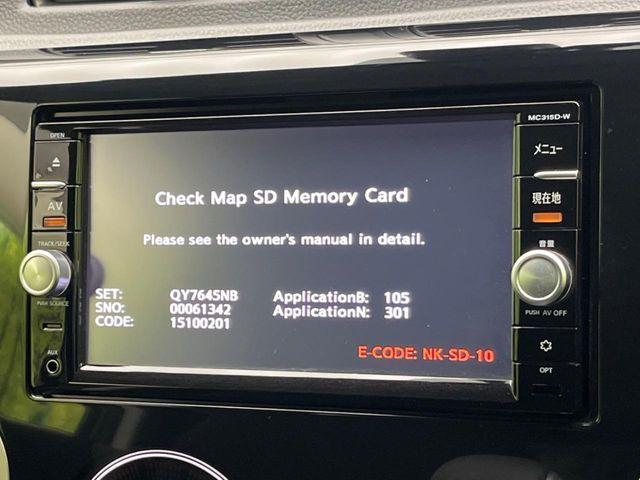 MC315D-W
OPEN
メニュー
AV
現在地
TRACK/SEEK
PUSH SOURCE
AUX
音量
PUSH AV OFF
OPT
Check Map SD Memory Card
Please see the owner's manual in detail.
SET: QY7645NB ApplicationB: 105
SNO: 00061342 ApplicationN: 301
CODE: 15100201
E-CODE: NK-SD-10